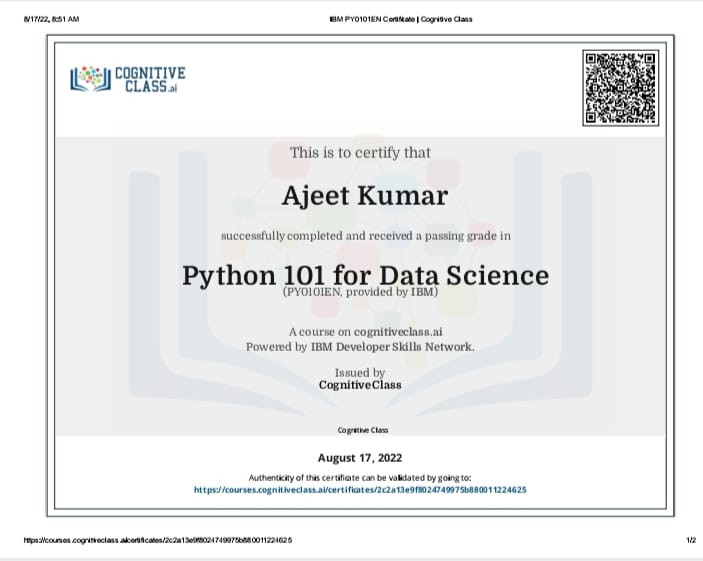 8/17/22, 8:51 AM
IBM PY0101EN Certificate | Cognitive Class
COGNITIVE
CLASS.ai
This is to certify that
Ajeet Kumar
successfully completed and received a passing grade in
Python 101 for Data Science
(PY0101EN, provided by IBM)
A course on cognitiveclass.ai
Powered by IBM Developer Skills Network.
Issued by
Cognitive Class
Cognitive Class
August 17, 2022
Authenticity of this certificate can be validated by going to:
https://courses.cognitiveclass.ai/certificates/2c2a13e9f8024749975b880011224625
https://courses.cognitiveclass.ai/certificates/2c2a13e9f8024749975b880011224625
1/2